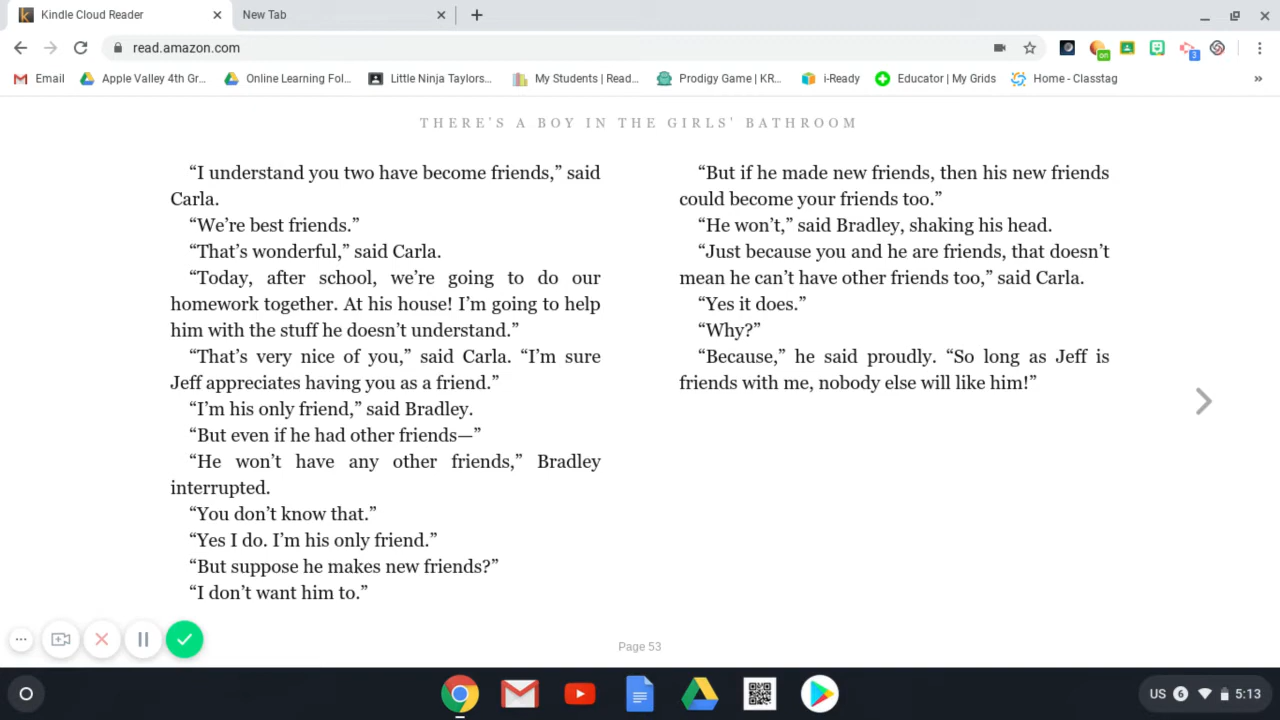 Kindle Cloud Reader
New Tab
read.amazon.com
on
3
Email
Apple Valley 4th Gr...
Online Learning Fol...
Little Ninja Taylors...
My Students | Read...
Prodigy Game | KR...
i-Ready
Educator | My Grids
Home - Classtag
»
THERE'S A BOY IN THE GIRLS' BATHROOM
“I understand you two have become friends,” said
Carla.
“We’re best friends.”
“That’s wonderful,” said Carla.
“Today, after school, we’re going to do our
homework together. At his house! I’m going to help
him with the stuff he doesn’t understand.”
“That’s very nice of you,” said Carla. “I’m sure
Jeff appreciates having you as a friend.”
“I’m his only friend,” said Bradley.
“But even if he had other friends—”
“He won’t have any other friends,” Bradley
interrupted.
“You don’t know that.”
“Yes I do. I’m his only friend.”
“But suppose he makes new friends?”
“I don’t want him to.”
“But if he made new friends, then his new friends
could become your friends too.”
“He won’t,” said Bradley, shaking his head.
“Just because you and he are friends, that doesn’t
mean he can’t have other friends too,” said Carla.
“Yes it does.”
“Why?”
“Because,” he said proudly. “So long as Jeff is
friends with me, nobody else will like him!”
Page 53
US 6 5:13